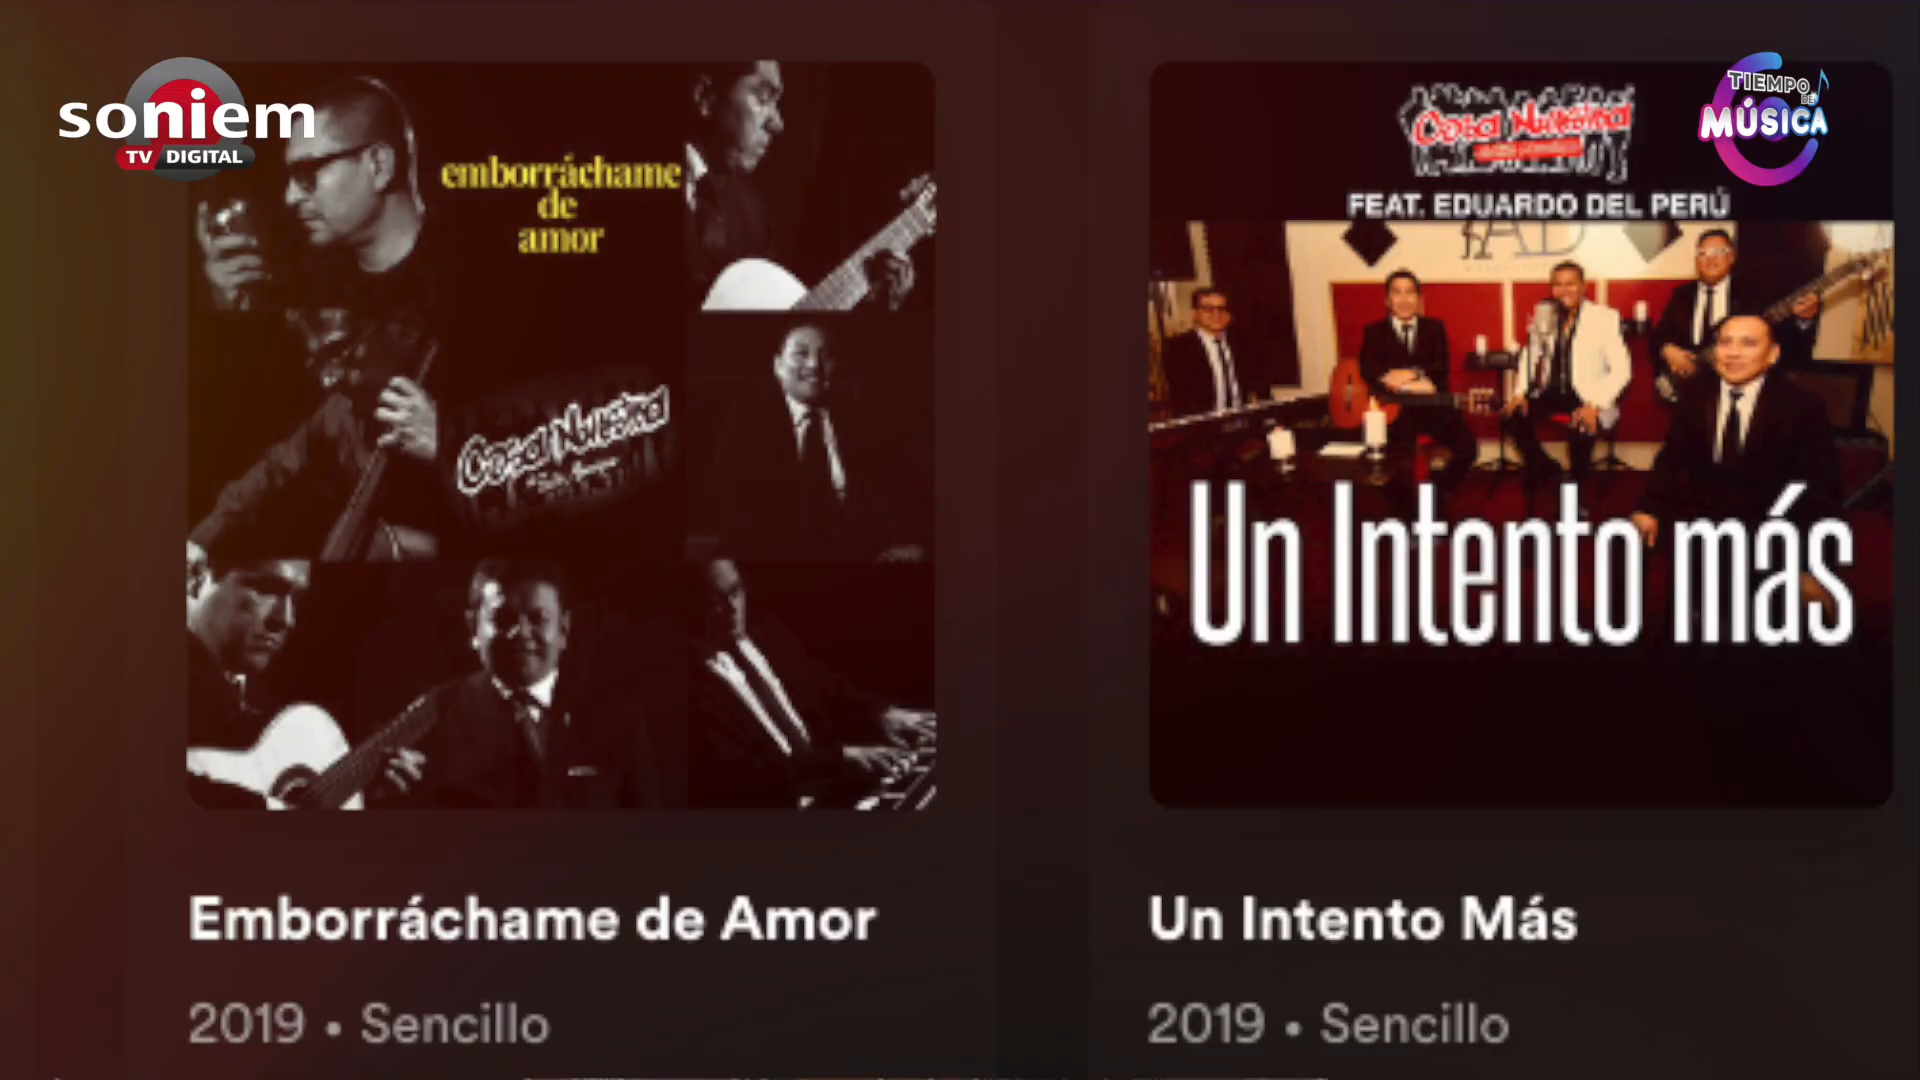 soniem
TV DIGITAL
emborráchame
de
amor
Cosa Nuestra
Cosa Nuestra
FEAT. EDUARDO DEL PERÚ
Un Intento más
TIEMPO
DE
MÚSICA
Emborráchame de Amor
2019 • Sencillo
Un Intento Más
2019 • Sencillo